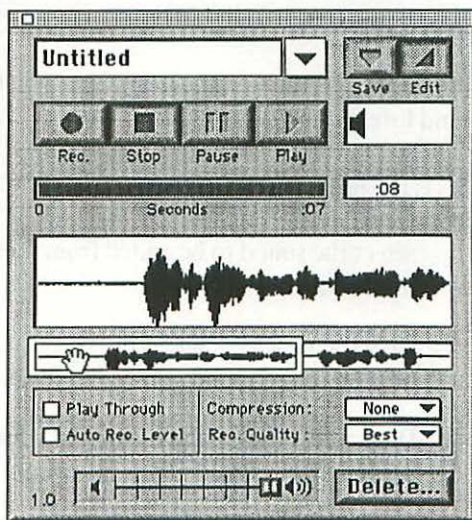 Untitled
Save Edit
Rec. Stop Pause Play
:08
0 Seconds :07
Play Through
Compression: None
Auto Rec. Level
Rec. Quality: Best
1.0
Delete...